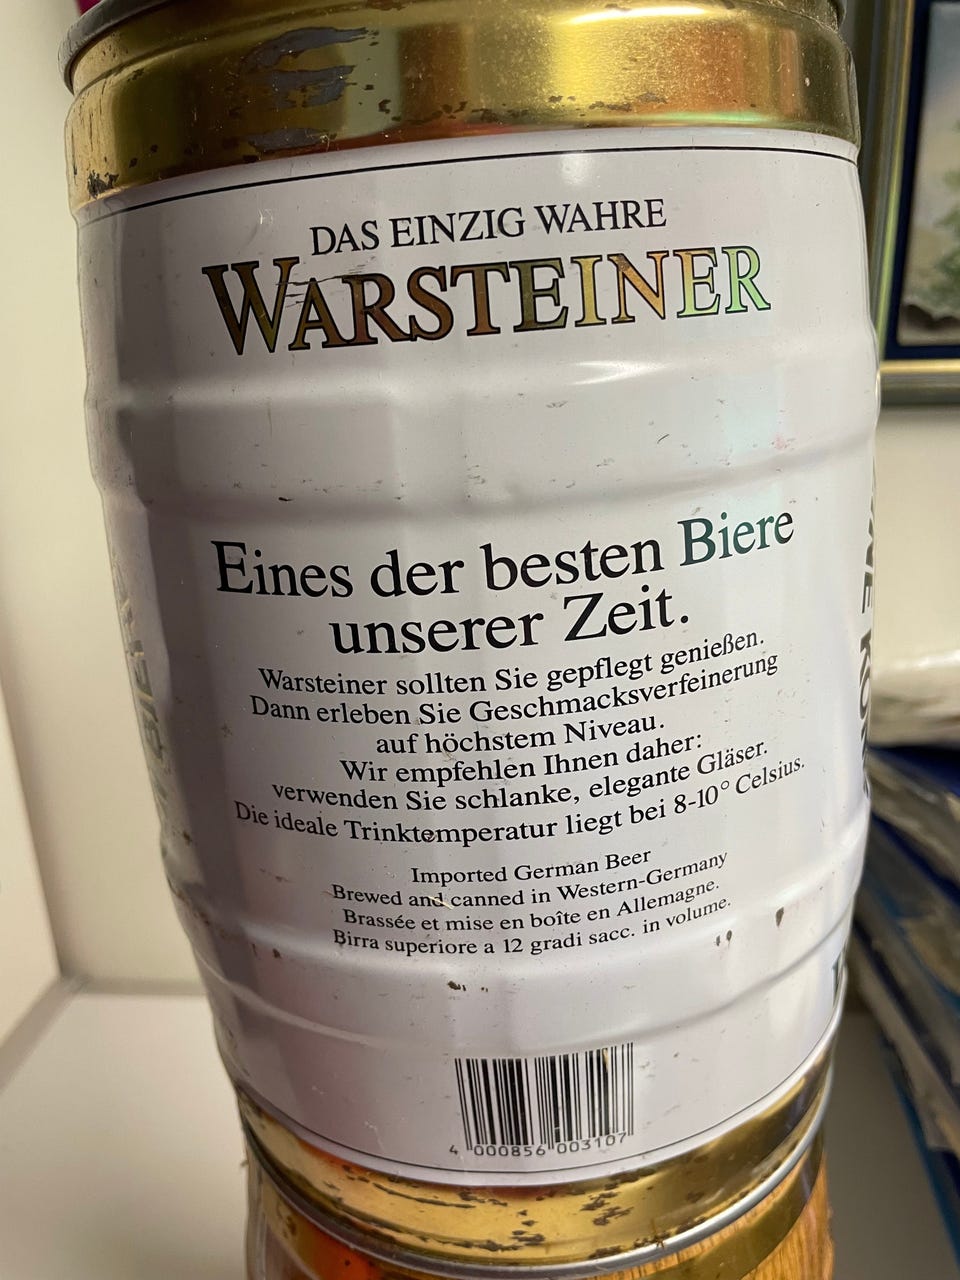 DAS EINZIG WAHRE
WARSTEINER
Eines der besten Biere
unserer Zeit.
Warsteiner sollten Sie gepflegt genießen.
Dann erleben Sie Geschmacksverfeinerung
auf höchstem Niveau.
Wir empfehlen Ihnen daher:
verwenden Sie schlanke, elegante Gläser.
Die ideale Trinktemperatur liegt bei 8-10° Celsius.
Imported German Beer
Brewed and canned in Western-Germany
Brassée et mise en boîte en Allemagne.
Birra superiore a 12 gradi sacc. in volume.
4 000856 003107